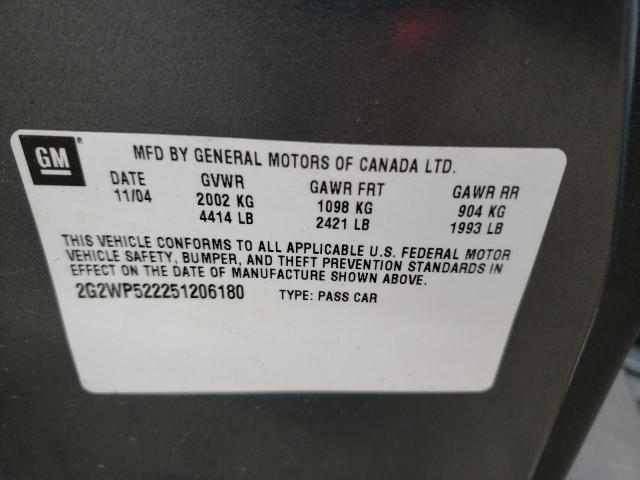 GM
MFD BY GENERAL MOTORS OF CANADA LTD.
DATE GVWR GAWR FRT GAWR RR
11/04 2002 KG 1098 KG 904 KG
4414 LB 2421 LB 1993 LB
THIS VEHICLE CONFORMS TO ALL APPLICABLE U.S. FEDERAL MOTOR
VEHICLE SAFETY, BUMPER, AND THEFT PREVENTION STANDARDS IN
EFFECT ON THE DATE OF MANUFACTURE SHOWN ABOVE.
2G2WP522251206180 TYPE: PASS CAR